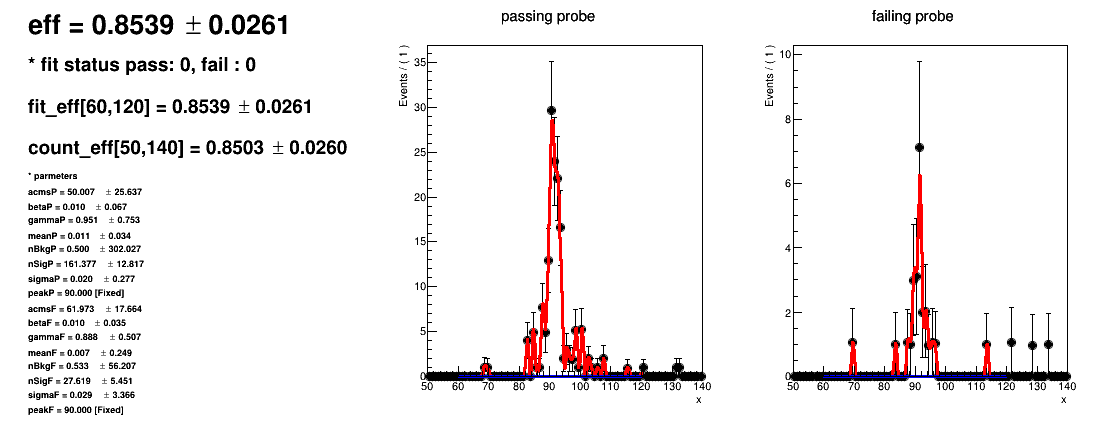 eff = 0.8539 ± 0.0261
* fit status pass: 0, fail : 0
fit_eff[60,120] = 0.8539 ± 0.0261
count_eff[50,140] = 0.8503 ± 0.0260
* parmeters
acmsP = 50.007 ± 25.637
betaP = 0.010 ± 0.067
gammaP = 0.951 ± 0.753
meanP = 0.011 ± 0.034
nBkgP = 0.500 ± 302.027
nSigP = 161.377 ± 12.817
sigmaP = 0.020 ± 0.277
peakP = 90.000 [Fixed]
acmsF = 61.973 ± 17.664
betaF = 0.010 ± 0.035
gammaF = 0.888 ± 0.507
meanF = 0.007 ± 0.249
nBkgF = 0.533 ± 56.207
nSigF = 27.619 ± 5.451
sigmaF = 0.029 ± 3.366
peakF = 90.000 [Fixed]
passing probe
Events / ( 1 )
35
30
25
20
15
10
5
0
50 60 70 80 90 100 110 120 130 140
x
failing probe
Events / ( 1 )
10
8
6
4
2
0
50 60 70 80 90 100 110 120 130 140
x